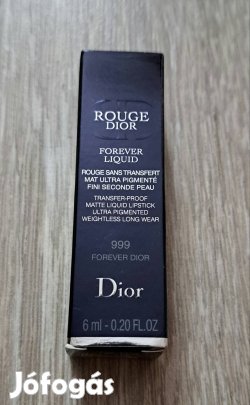 ROUGE
DIOR
FOREVER
LIQUID
ROUGE SANS TRANSFERT
MAT ULTRA PIGMENTÉ
FINI SECONDE PEAU
TRANSFER-PROOF
MATTE LIQUID LIPSTICK
ULTRA PIGMENTED
WEIGHTLESS LONG WEAR
999
FOREVER DIOR
Dior
6 ml - 0.20 FL.OZ
Jófogás